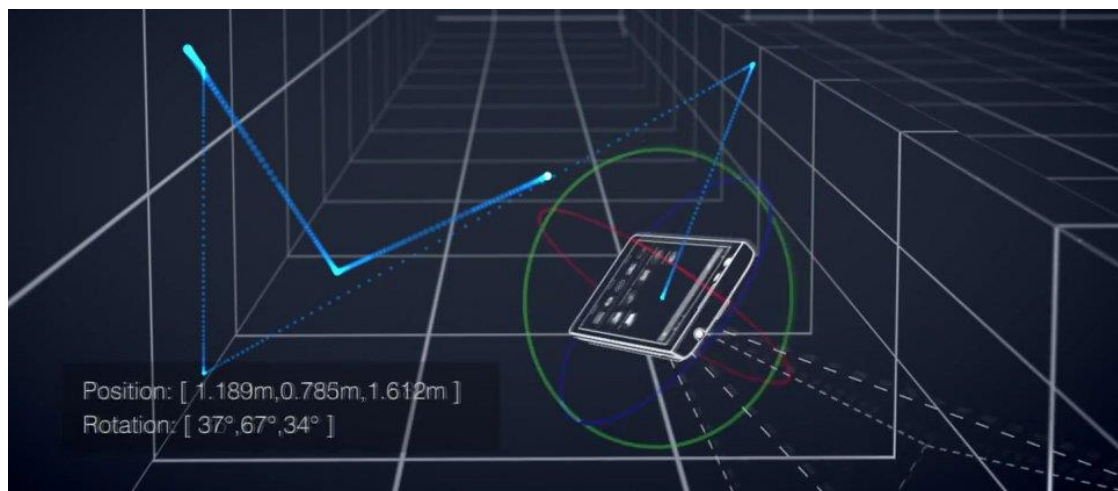 Position: [ 1.189m,0.785m,1.612m ]
Rotation: [ 37°,67°,34° ]